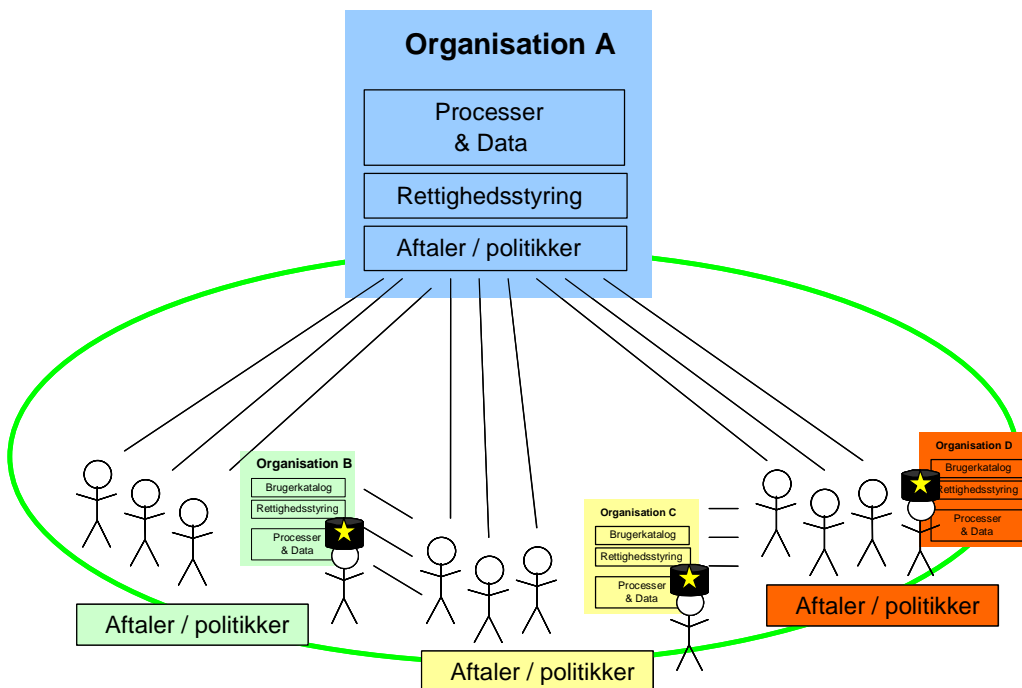 Organisation A
Processer
& Data
Rettighedsstyring
Aftaler / politikker
Organisation B
Brugerkatalog
Rettighedsstyring
Processer
& Data
Aftaler / politikker
Organisation C
Brugerkatalog
Rettighedsstyring
Processer
& Data
Aftaler / politikker
Organisation D
Brugerkatalog
Rettighedsstyring
Processer
& Data
Aftaler / politikker